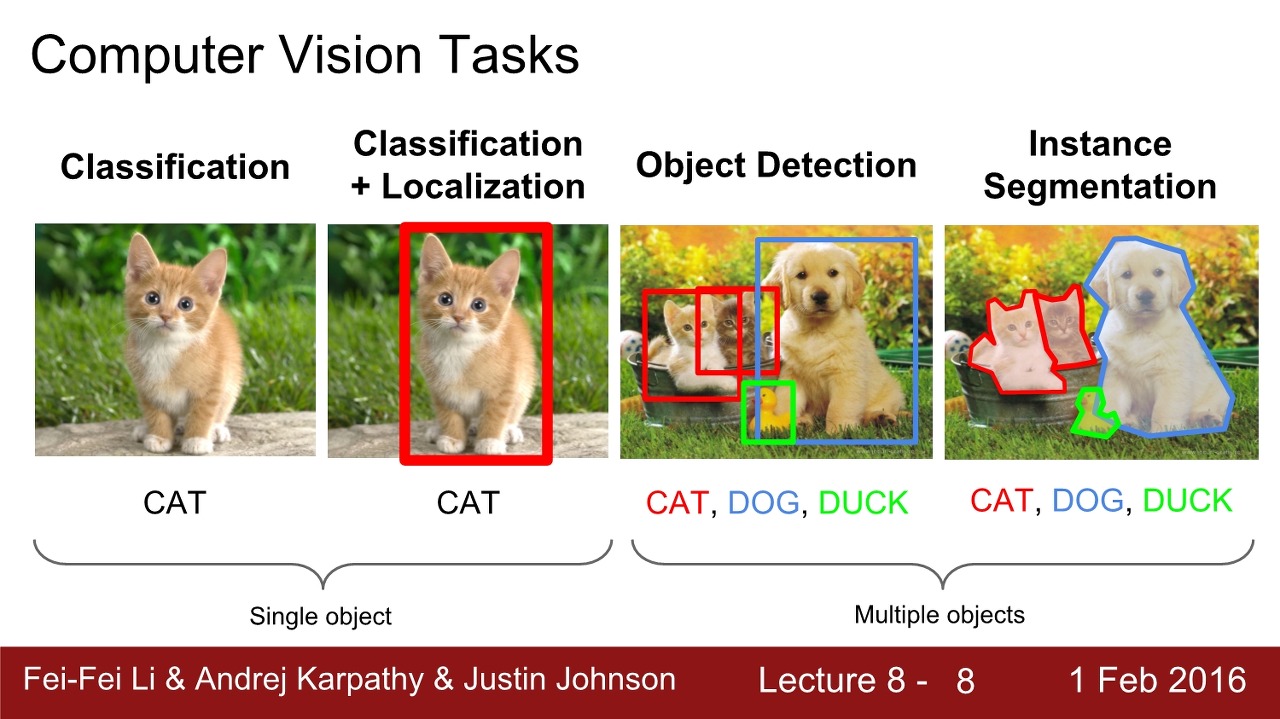 Computer Vision Tasks
Classification
Classification
+ Localization
Object Detection
Instance
Segmentation
CAT
CAT
CAT, DOG, DUCK
CAT, DOG, DUCK
Single object
Multiple objects
Fei-Fei Li & Andrej Karpathy & Justin Johnson
Lecture 8 - 8
1 Feb 2016